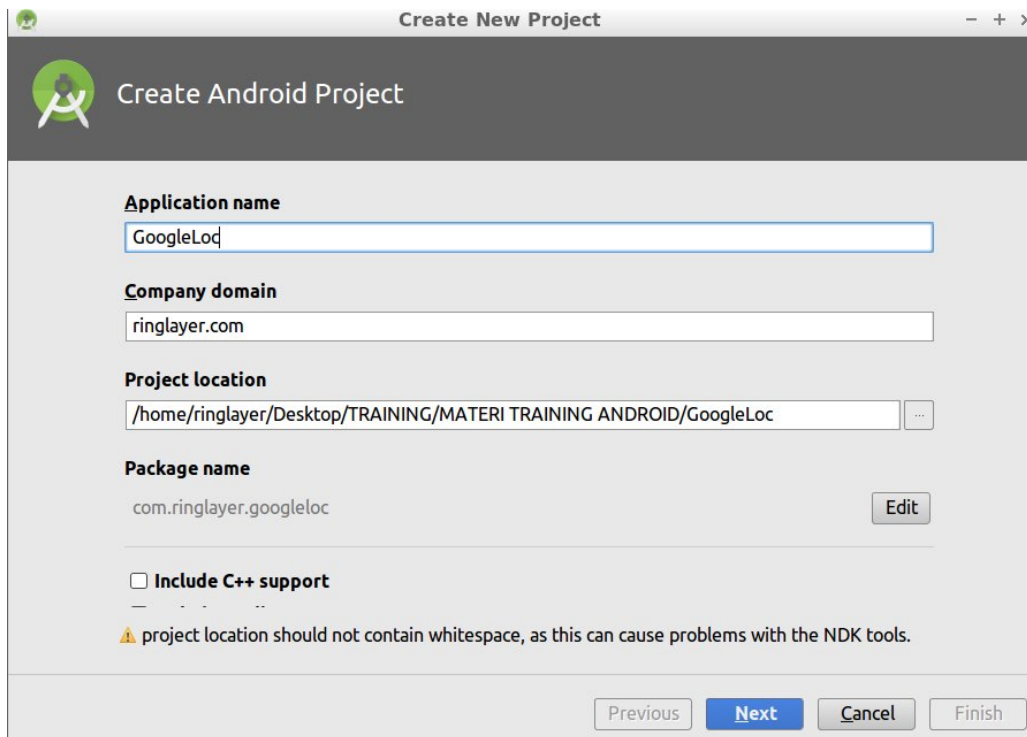 Create New Project
Create Android Project
Application name
GoogleLoc
Company domain
ringlayer.com
Project location
/home/ringlayer/Desktop/TRAINING/MATERI TRAINING ANDROID/GoogleLoc
...
Package name
com.ringlayer.googleloc
Edit
Include C++ support
project location should not contain whitespace, as this can cause problems with the NDK tools.
Previous
Next
Cancel
Finish